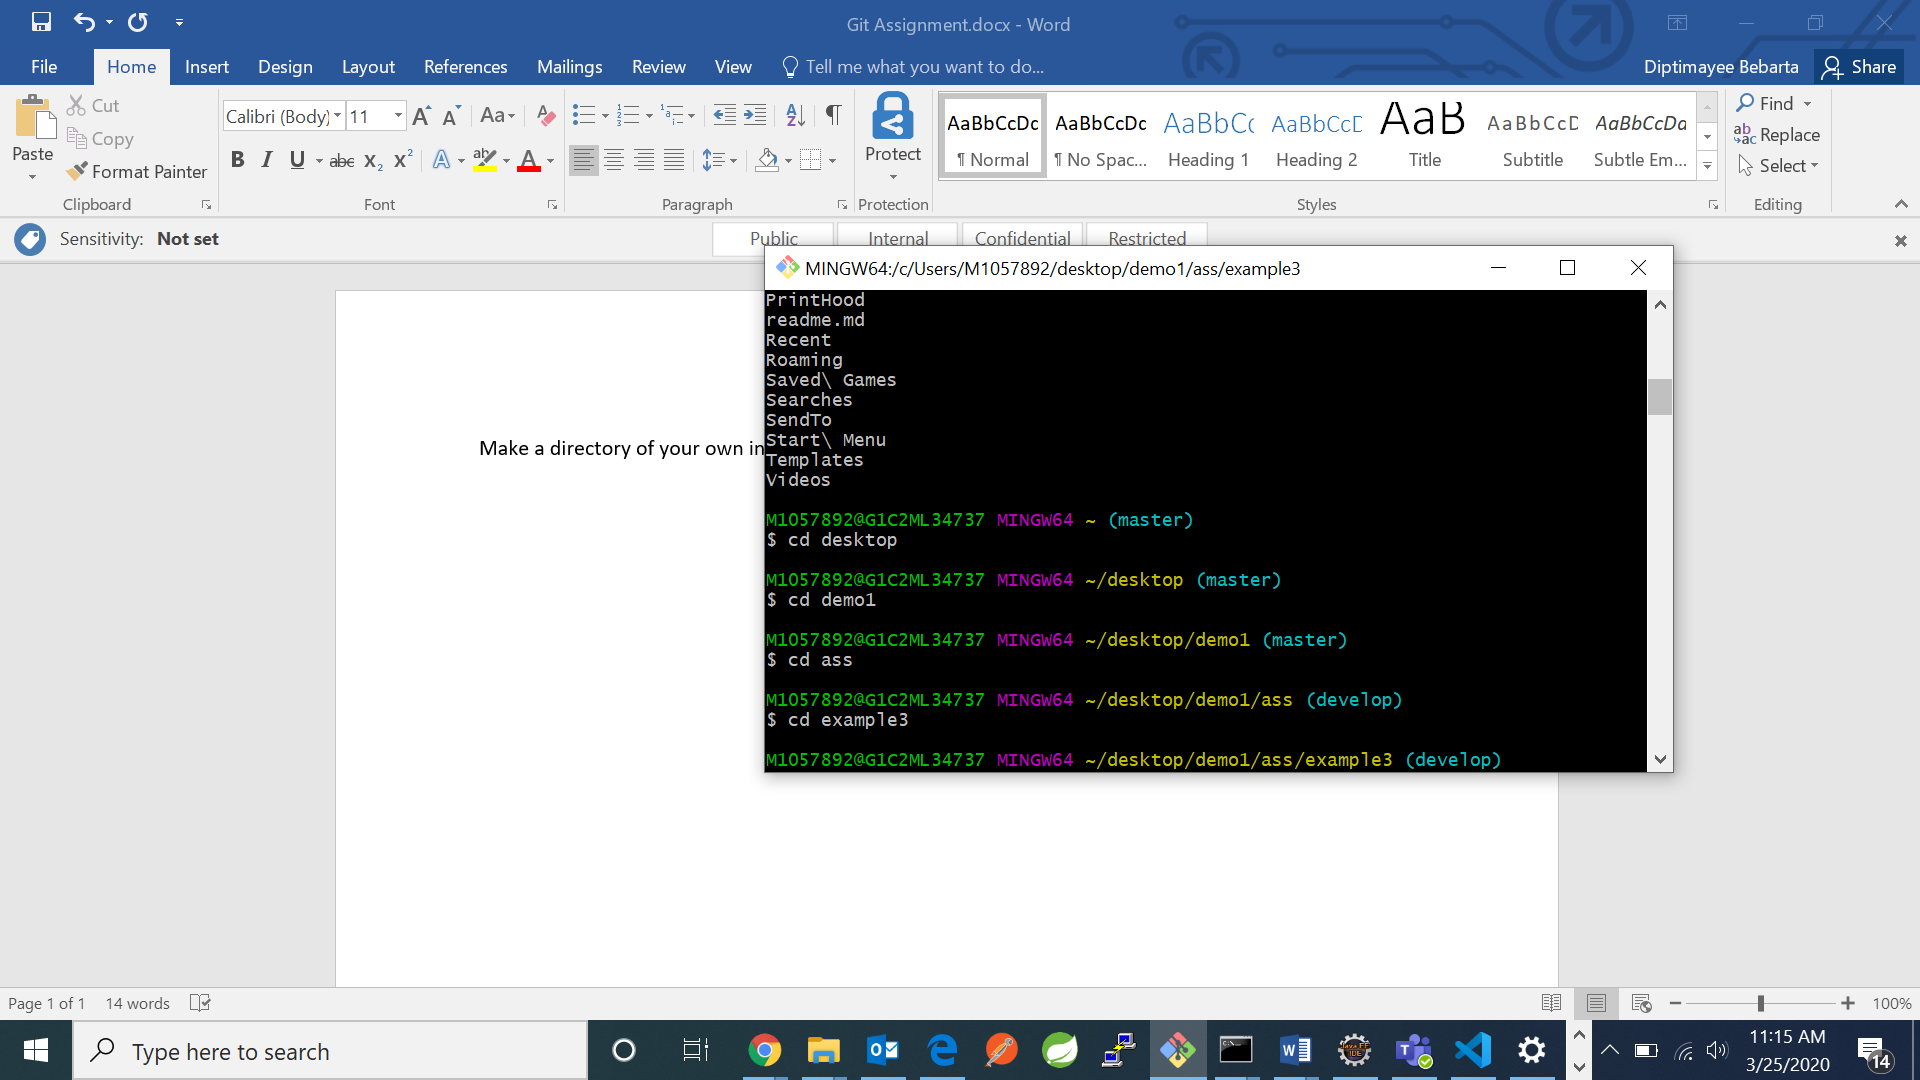 Git Assignment.docx - Word
File Home Insert Design Layout References Mailings Review View Tell me what you want to do... Diptimayee Bebarta Share
Paste Cut Copy Format Painter
Calibri (Body) 11
Protect
AaBbCcDc AaBbCcDc AaBbCc AaBbCcD AaB AaBbCcD AaBbCcDa
¶ Normal ¶ No Spac... Heading 1 Heading 2 Title Subtitle Subtle Em...
Find Replace Select
Clipboard Font Paragraph Protection Styles Editing
Sensitivity: Not set Public Internal Confidential Restricted
Make a directory of your own in
MINGW64:/c/Users/M1057892/desktop/demo1/ass/example3
PrintHood
readme.md
Recent
Roaming
Saved\ Games
Searches
SendTo
Start\ Menu
Templates
Videos
M1057892@G1C2ML34737 MINGW64 ~ (master)
$ cd desktop
M1057892@G1C2ML34737 MINGW64 ~/desktop (master)
$ cd demo1
M1057892@G1C2ML34737 MINGW64 ~/desktop/demo1 (master)
$ cd ass
M1057892@G1C2ML34737 MINGW64 ~/desktop/demo1/ass (develop)
$ cd example3
M1057892@G1C2ML34737 MINGW64 ~/desktop/demo1/ass/example3 (develop)
Page 1 of 1 14 words 100%
Type here to search
11:15 AM
3/25/2020
14